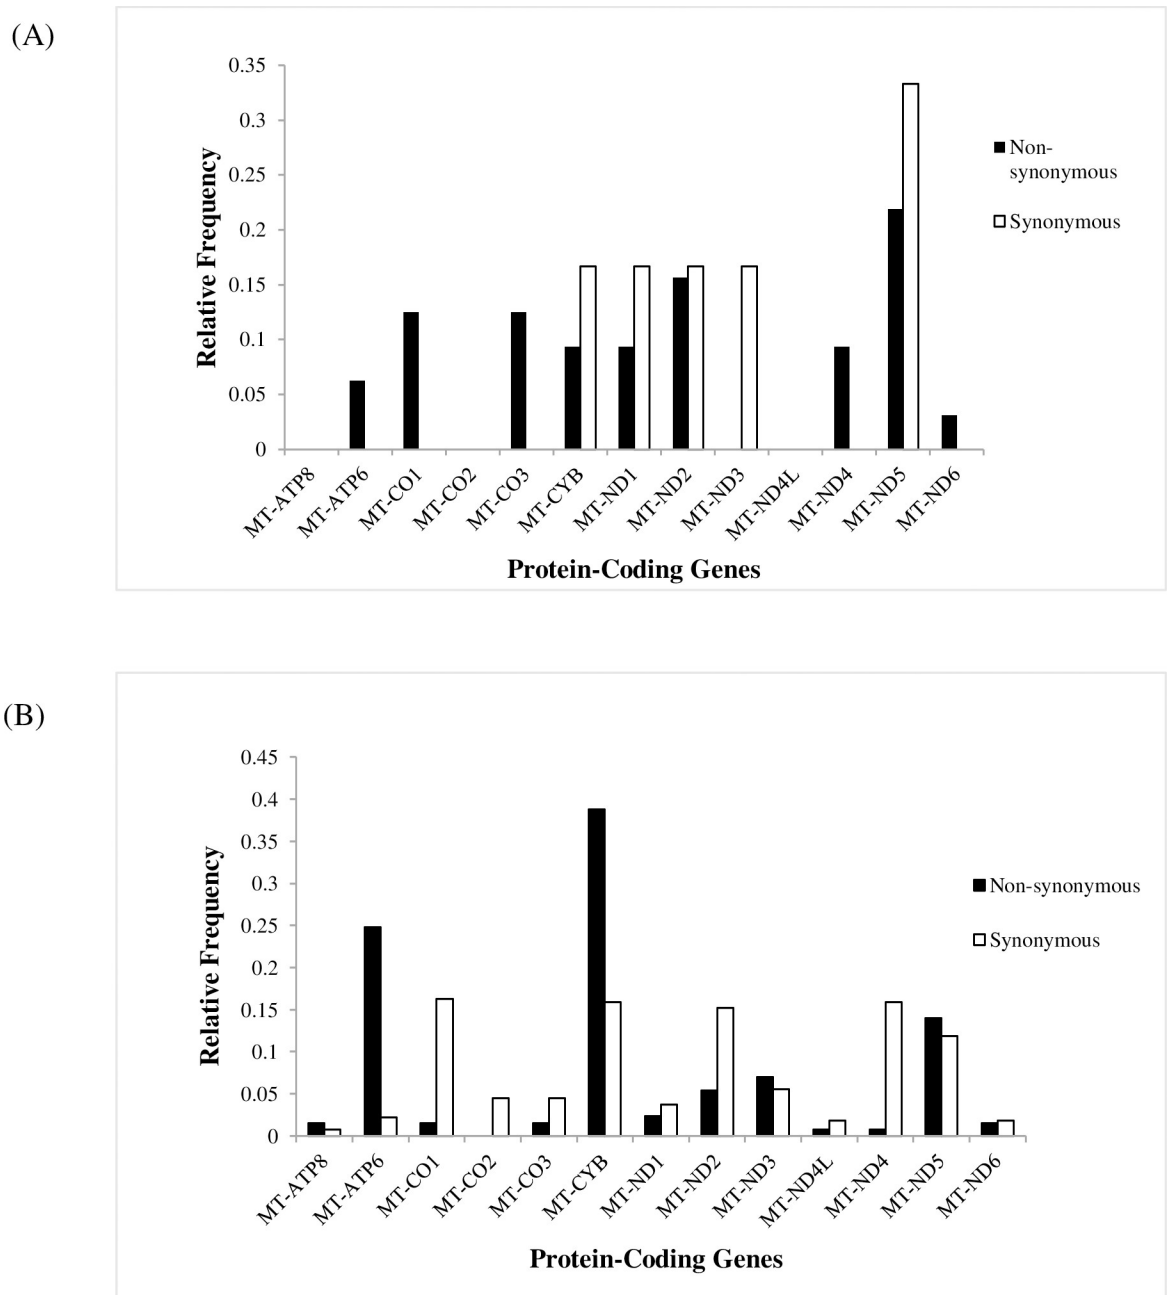 (A)
0.35
0.3
0.25
0.2
0.15
0.1
0.05
0
Relative Frequency
MT-ATP8
MT-ATP6
MT-CO1
MT-CO2
MT-CO3
MT-CYB
MT-ND1
MT-ND2
MT-ND3
MT-ND4L
MT-ND4
MT-ND5
MT-ND6
Protein-Coding Genes
Non-
synonymous
Synonymous
(B)
0.45
0.4
0.35
0.3
0.25
0.2
0.15
0.1
0.05
0
Relative Frequency
MT-ATP8
MT-ATP6
MT-CO1
MT-CO2
MT-CO3
MT-CYB
MT-ND1
MT-ND2
MT-ND3
MT-ND4L
MT-ND4
MT-ND5
MT-ND6
Protein-Coding Genes
Non-synonymous
Synonymous